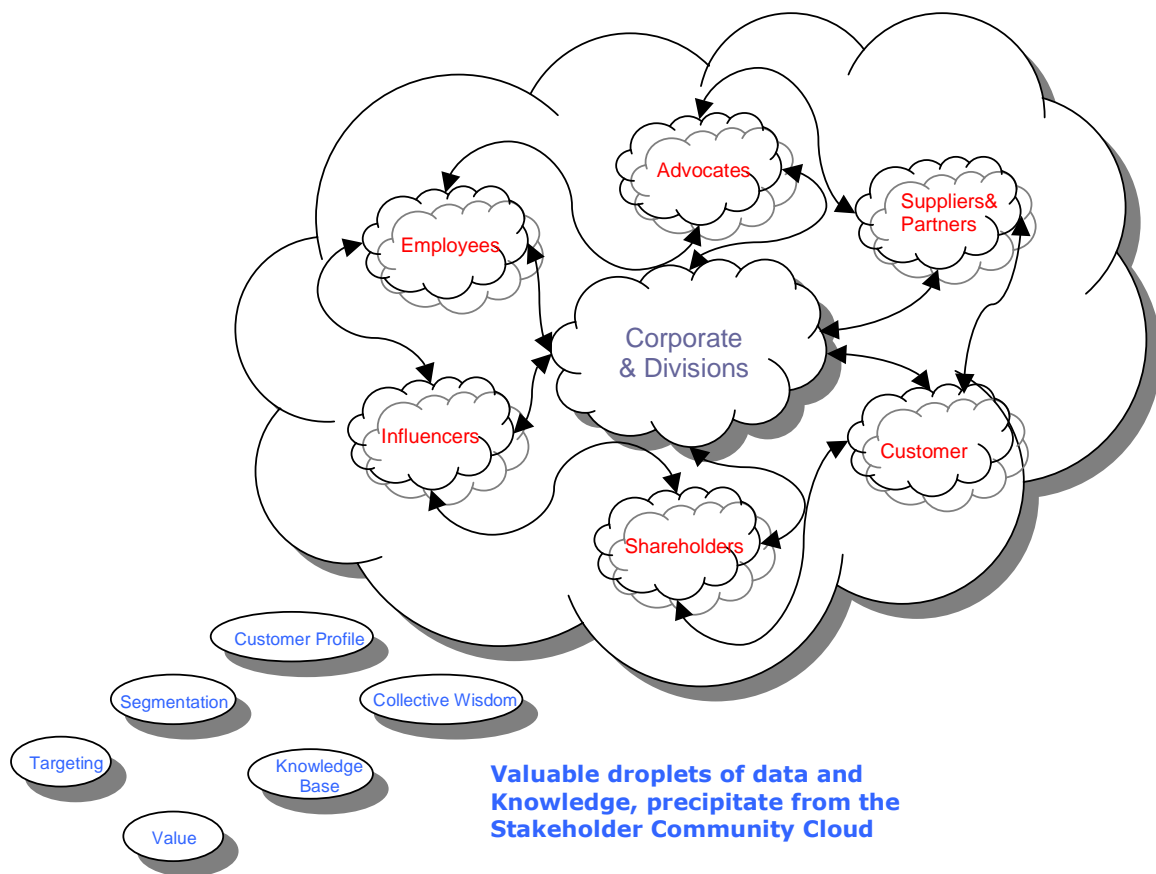 Advocates
Suppliers&
Partners
Employees
Corporate
& Divisions
Influencers
Customer
Shareholders
Customer Profile
Segmentation
Collective Wisdom
Targeting
Knowledge
Base
Value
Valuable droplets of data and
Knowledge, precipitate from the
Stakeholder Community Cloud